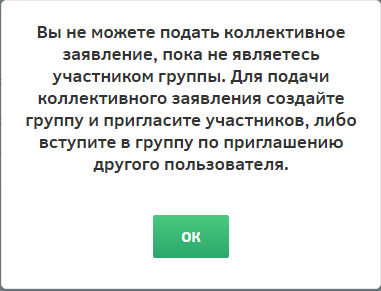 Вы не можете подать коллективное
заявление, пока не являетесь
участником группы. Для подачи
коллективного заявления создайте
группу и пригласите участников, либо
вступите в группу по приглашению
другого пользователя.
ОК